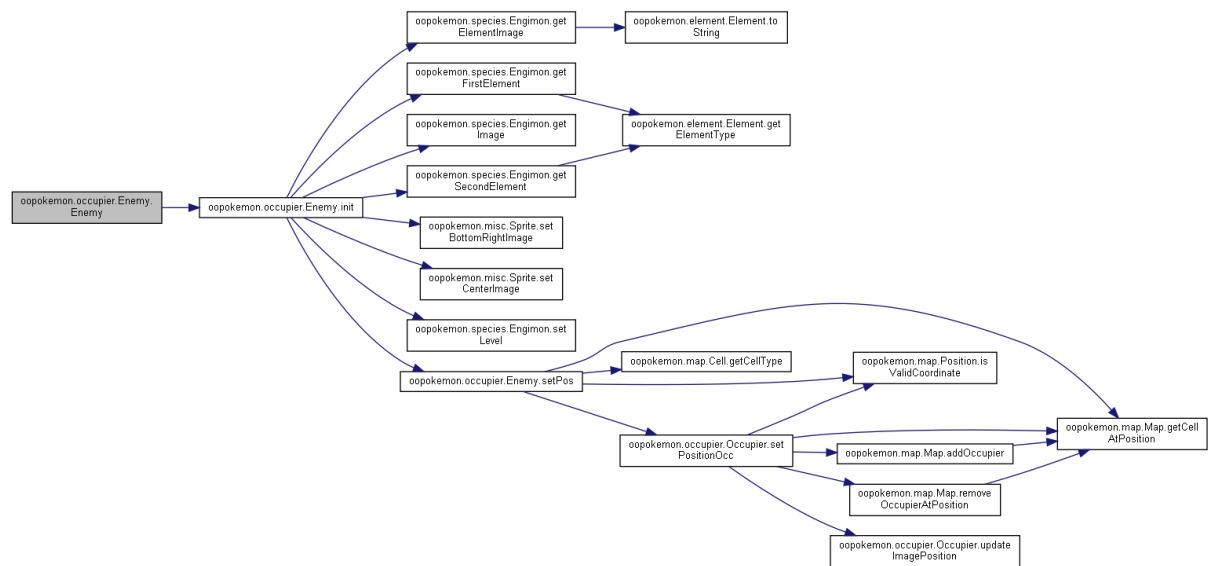 oopokemon.occupier.Enemy.
Enemy
oopokemon.occupier.Enemy.init
oopokemon.species.Engimon.get
ElementImage
oopokemon.element.Element.to
String
oopokemon.species.Engimon.get
FirstElement
oopokemon.species.Engimon.get
Image
oopokemon.element.Element.get
ElementType
oopokemon.species.Engimon.get
SecondElement
oopokemon.misc.Sprite.set
BottomRightImage
oopokemon.misc.Sprite.set
CenterImage
oopokemon.species.Engimon.set
Level
oopokemon.occupier.Enemy.setPos
oopokemon.map.Cell.getCellType
oopokemon.map.Position.is
ValidCoordinate
oopokemon.occupier.Occupier.set
PositionOcc
oopokemon.map.Map.addOccupier
oopokemon.map.Map.getCell
AtPosition
oopokemon.map.Map.remove
OccupierAtPosition
oopokemon.occupier.Occupier.update
ImagePosition